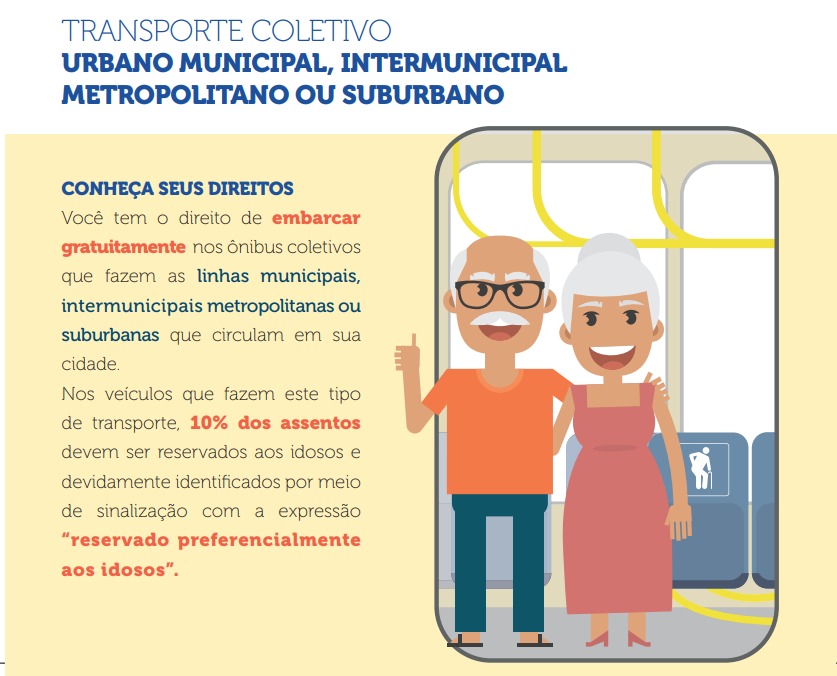 TRANSPORTE COLETIVO
URBANO MUNICIPAL, INTERMUNICIPAL
METROPOLITANO OU SUBURBANO
CONHEÇA SEUS DIREITOS
Você tem o direito de embarcar
gratuitamente nos ônibus coletivos
que fazem as linhas municipais,
intermunicipais metropolitanas ou
suburbanas que circulam em sua
cidade.
Nos veículos que fazem este tipo
de transporte, 10% dos assentos
devem ser reservados aos idosos e
devidamente identificados por meio
de sinalização com a expressão
“reservado preferencialmente
aos idosos”.